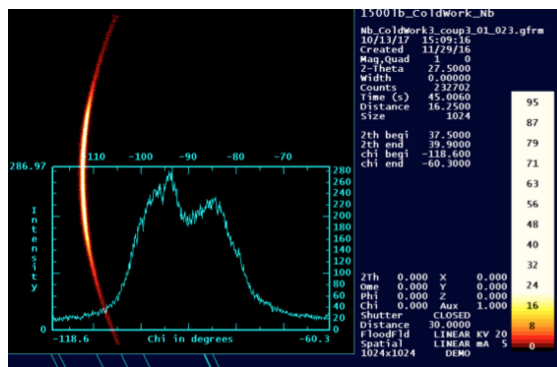 1500lb_ColdWork_Nb
Nb_ColdWork3_coup3_01_023.gfrm
10/13/17 15:09:16
Created 11/29/16
Mag,Quad 1 0
2-Theta 27.5000
Width 0.00000
Counts 232702
Time (s) 45.0060
Distance 16.2500
Size 1024
2th begi 37.5000
2th end 39.9000
chi begi -118.600
chi end -60.3000
95
87
79
71
63
55
47
40
32
24
16
8
0
-110 -100 -90 -80 -70
286.97
280
260
240
220
200
180
160
140
120
100
80
60
40
20
0
Intensity
0
-118.6 Chi in degrees -60.3
2Th 0.000 X 0.000
Ome 0.000 Y 0.000
Phi 0.000 Z 0.000
Chi 0.000 Aux 1.000
Shutter CLOSED
Distance 30.0000
FloodFld LINEAR KV 20
Spatial LINEAR mA 5
1024x1024 DEMO